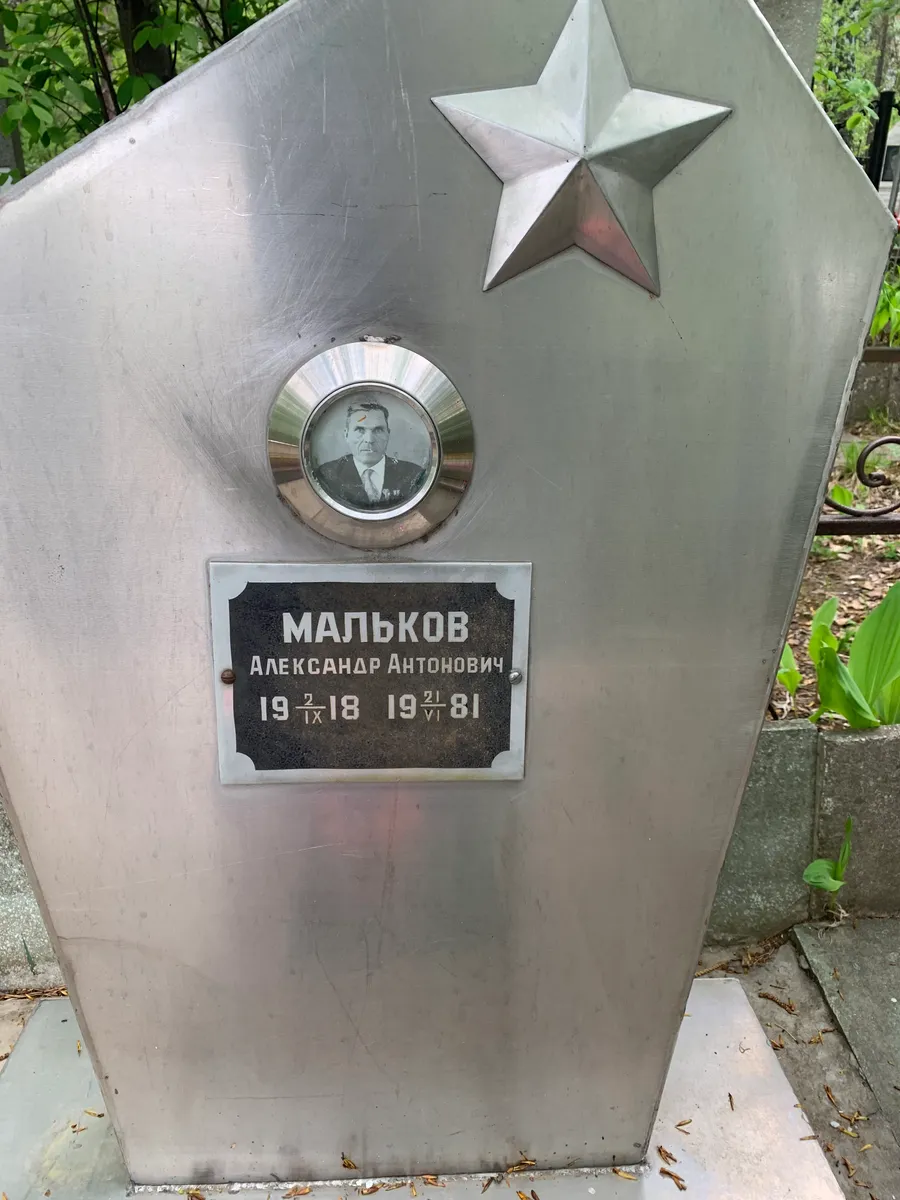 МАЛЬКОВ
АЛЕКСАНДР АНТОНОВИЧ
19 2/IX 18 19 21/VI 81